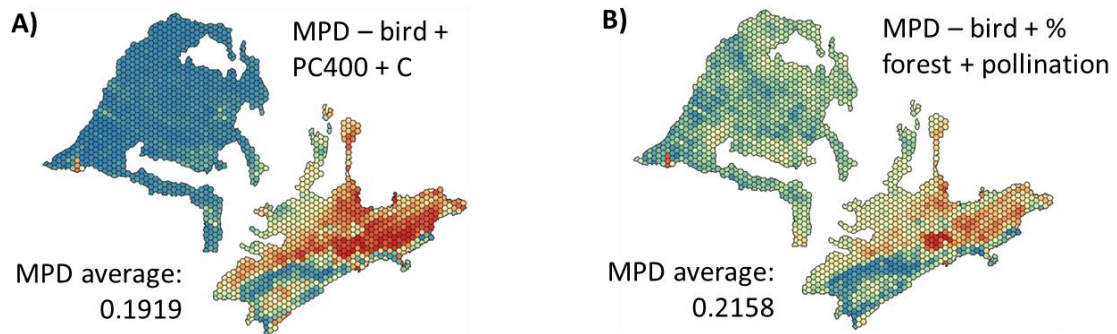 A)
MPD – bird +
PC400 + C
MPD average:
0.1919
B)
MPD – bird + %
forest + pollination
MPD average:
0.2158